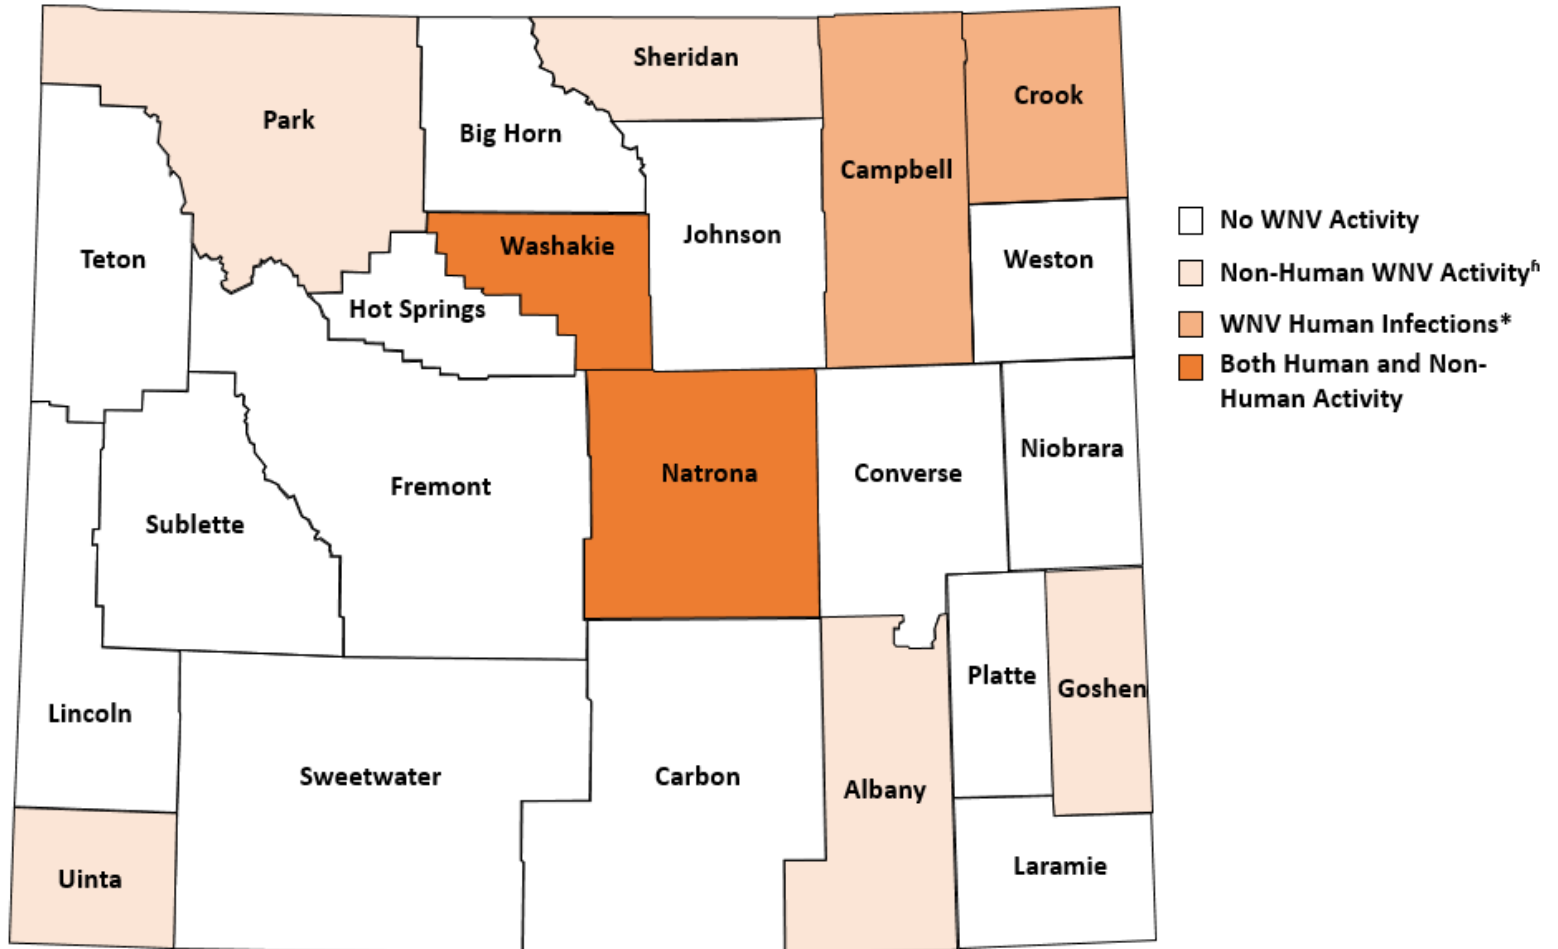 Sheridan
Park
Big Horn
Campbell
Crook
Teton
Washakie
Johnson
Weston
Hot Springs
Fremont
Natrona
Converse
Niobrara
Sublette
Lincoln
Sweetwater
Carbon
Albany
Platte
Goshen
Uinta
Laramie
No WNV Activity
Non-Human WNV Activityɦ
WNV Human Infections*
Both Human and Non-
Human Activity